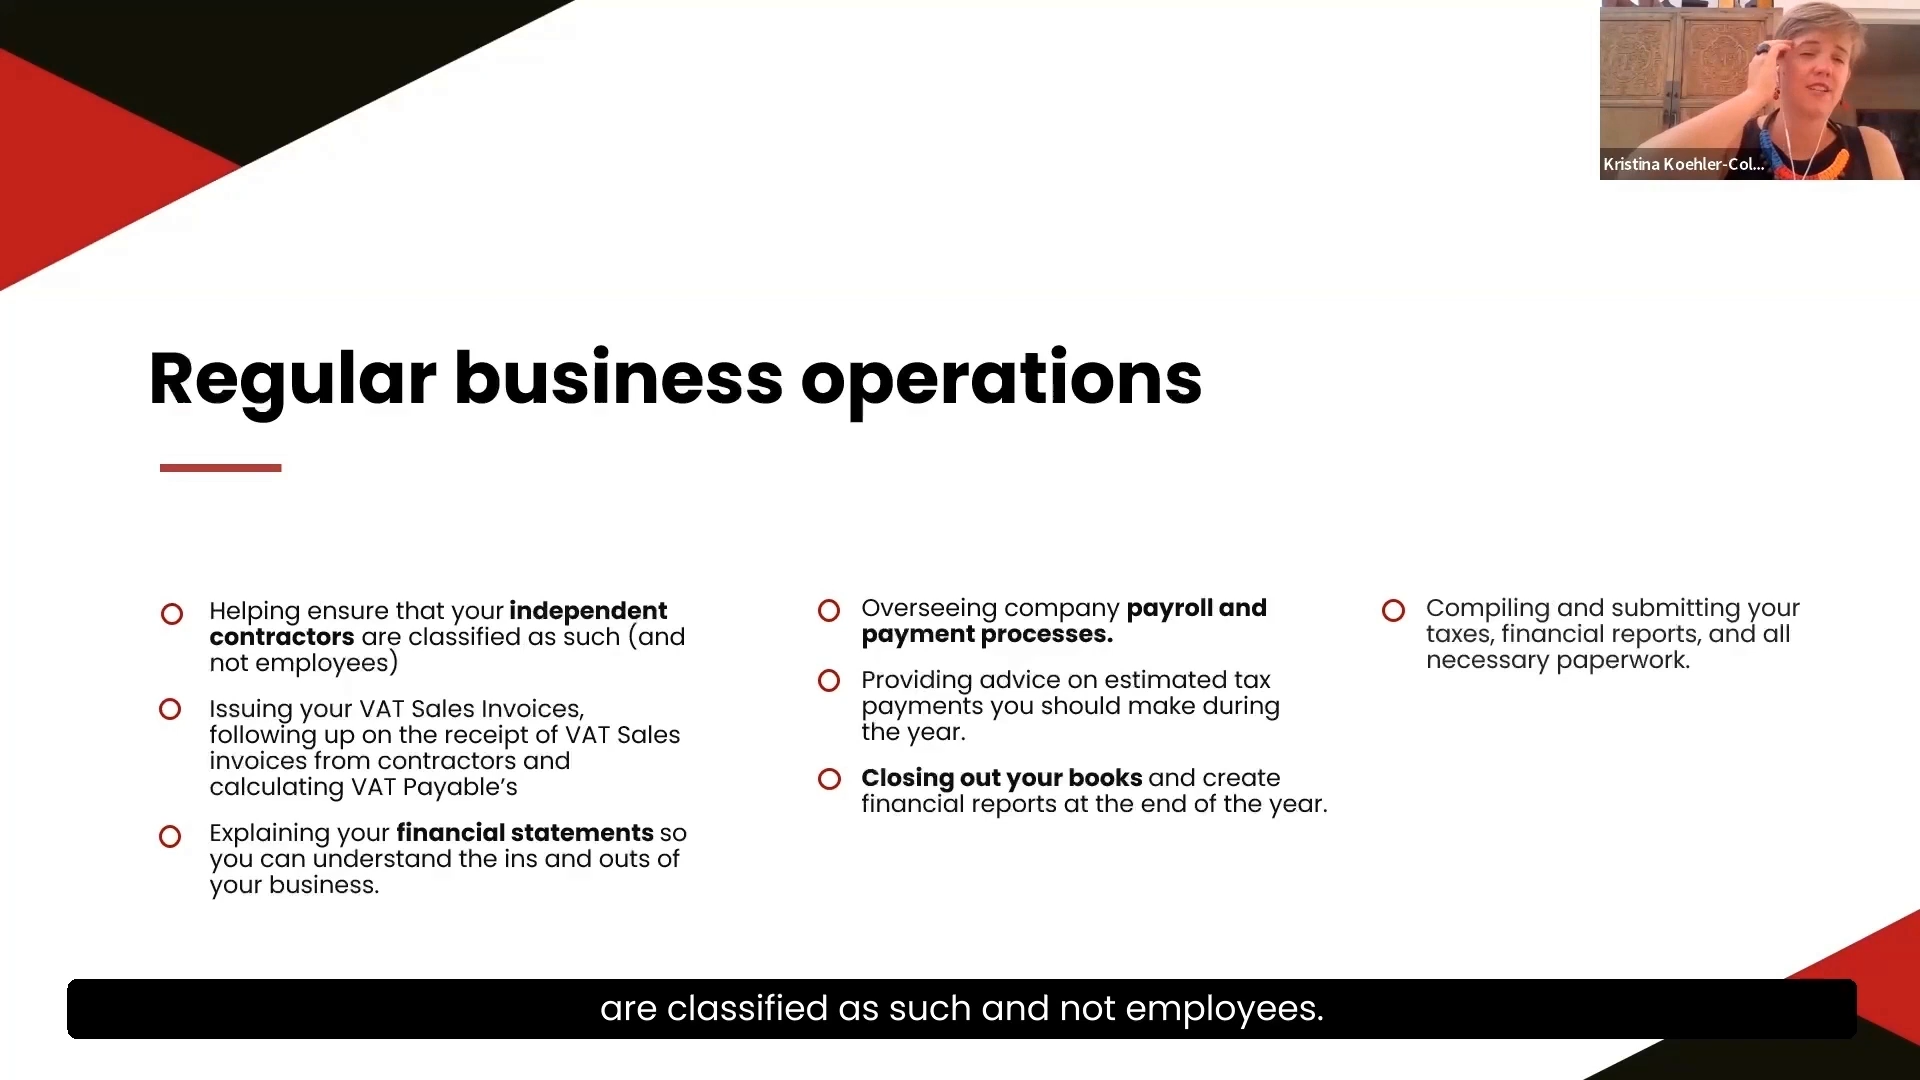 Kristina Koehler-Col...
Regular business operations
Helping ensure that your independent
contractors are classified as such (and
not employees)
Issuing your VAT Sales Invoices,
following up on the receipt of VAT Sales
invoices from contractors and
calculating VAT Payable’s
Explaining your financial statements so
you can understand the ins and outs of
your business.
Overseeing company payroll and
payment processes.
Providing advice on estimated tax
payments you should make during
the year.
Closing out your books and create
financial reports at the end of the year.
Compiling and submitting your
taxes, financial reports, and all
necessary paperwork.
are classified as such and not employees.